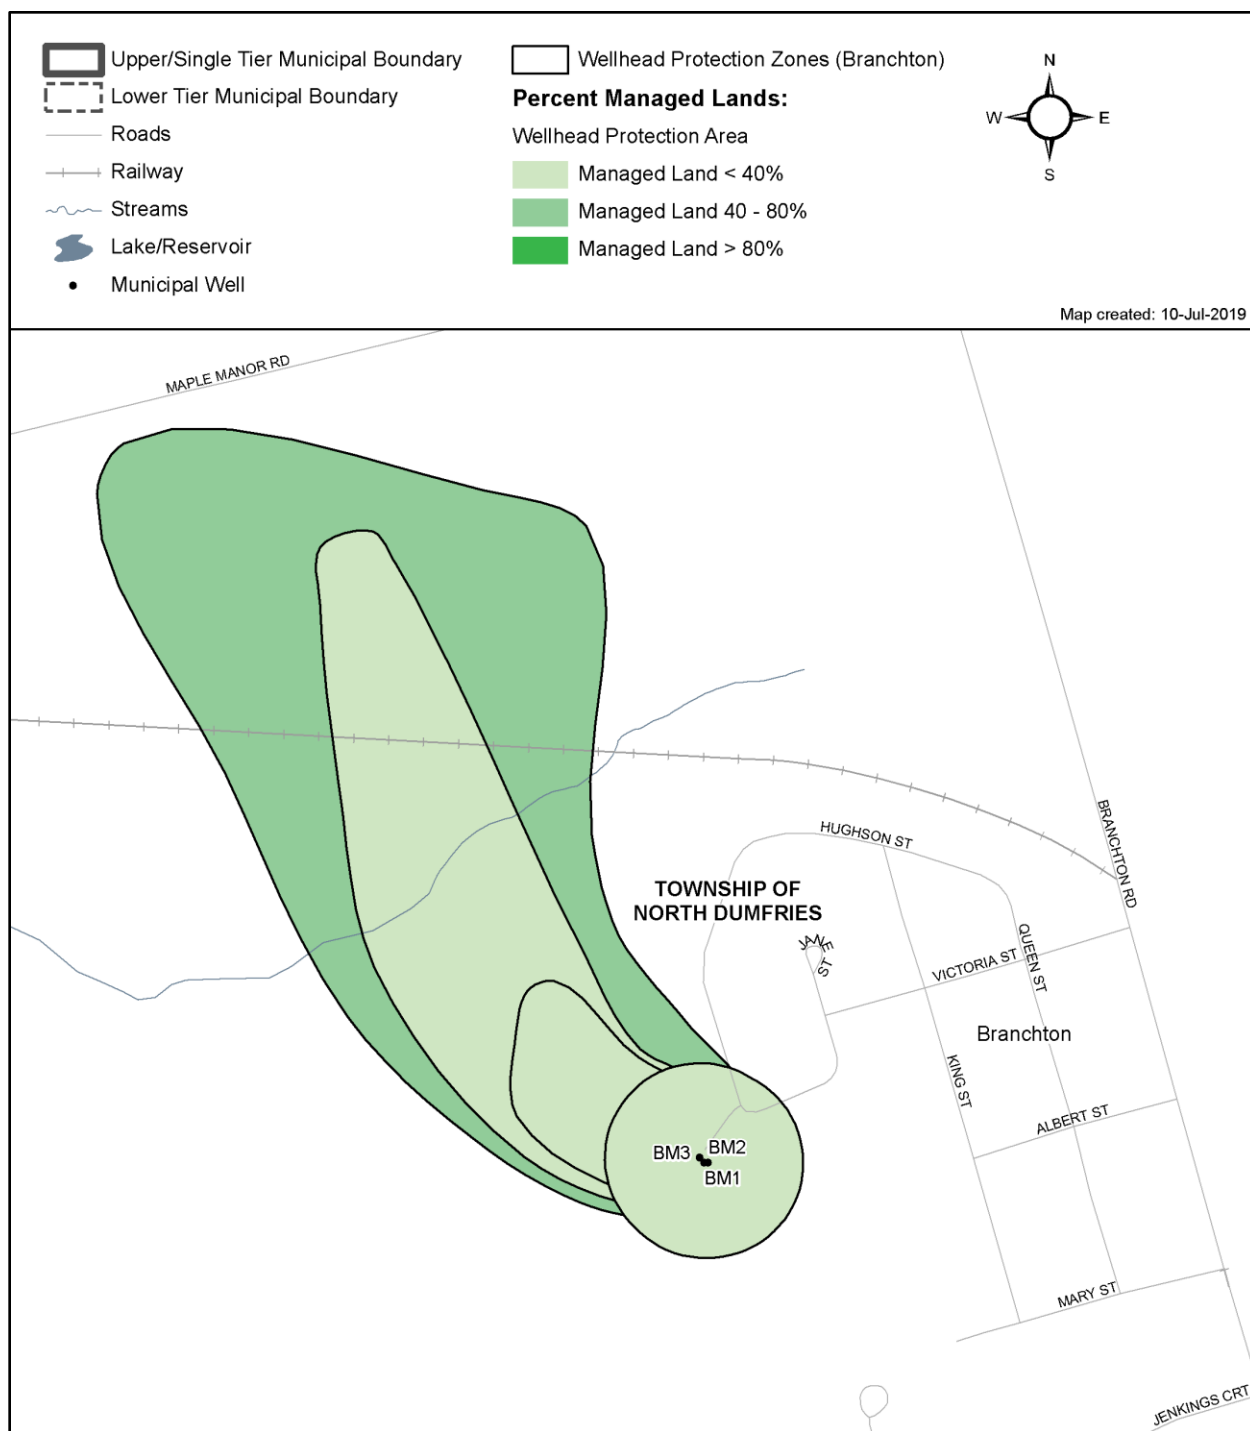 Upper/Single Tier Municipal Boundary
Lower Tier Municipal Boundary
Roads
Railway
Streams
Lake/Reservoir
Municipal Well
Wellhead Protection Zones (Branchton)
Percent Managed Lands:
Wellhead Protection Area
Managed Land < 40%
Managed Land 40 - 80%
Managed Land > 80%
N
W
E
S
Map created: 10-Jul-2019
MAPLE MANOR RD
BRANCHTON RD
HUGHSON ST
TOWNSHIP OF
NORTH DUMFRIES
JANE
ST
QUEEN ST
VICTORIA ST
Branchton
KING ST
ALBERT ST
BM3
BM2
BM1
MARY ST
JENKINGS CRT